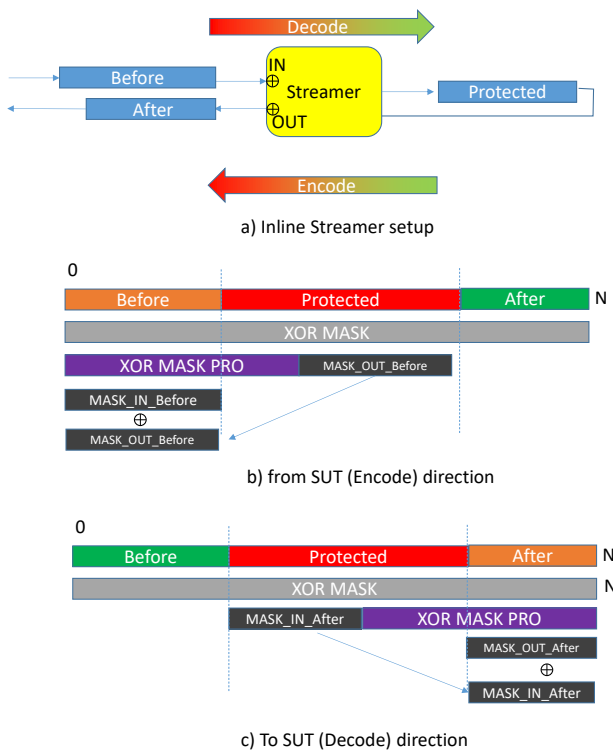 Decode
IN
Before
Streamer
Protected
After
OUT
Encode
a) Inline Streamer setup
0
Before Protected After N
XOR MASK
XOR MASK PRO MASK_OUT_Before
MASK_IN_Before
⊕
MASK_OUT_Before
b) from SUT (Encode) direction
0
Before Protected After N
XOR MASK N
MASK_IN_After XOR MASK PRO
MASK_OUT_After
⊕
MASK_IN_After
c) To SUT (Decode) direction